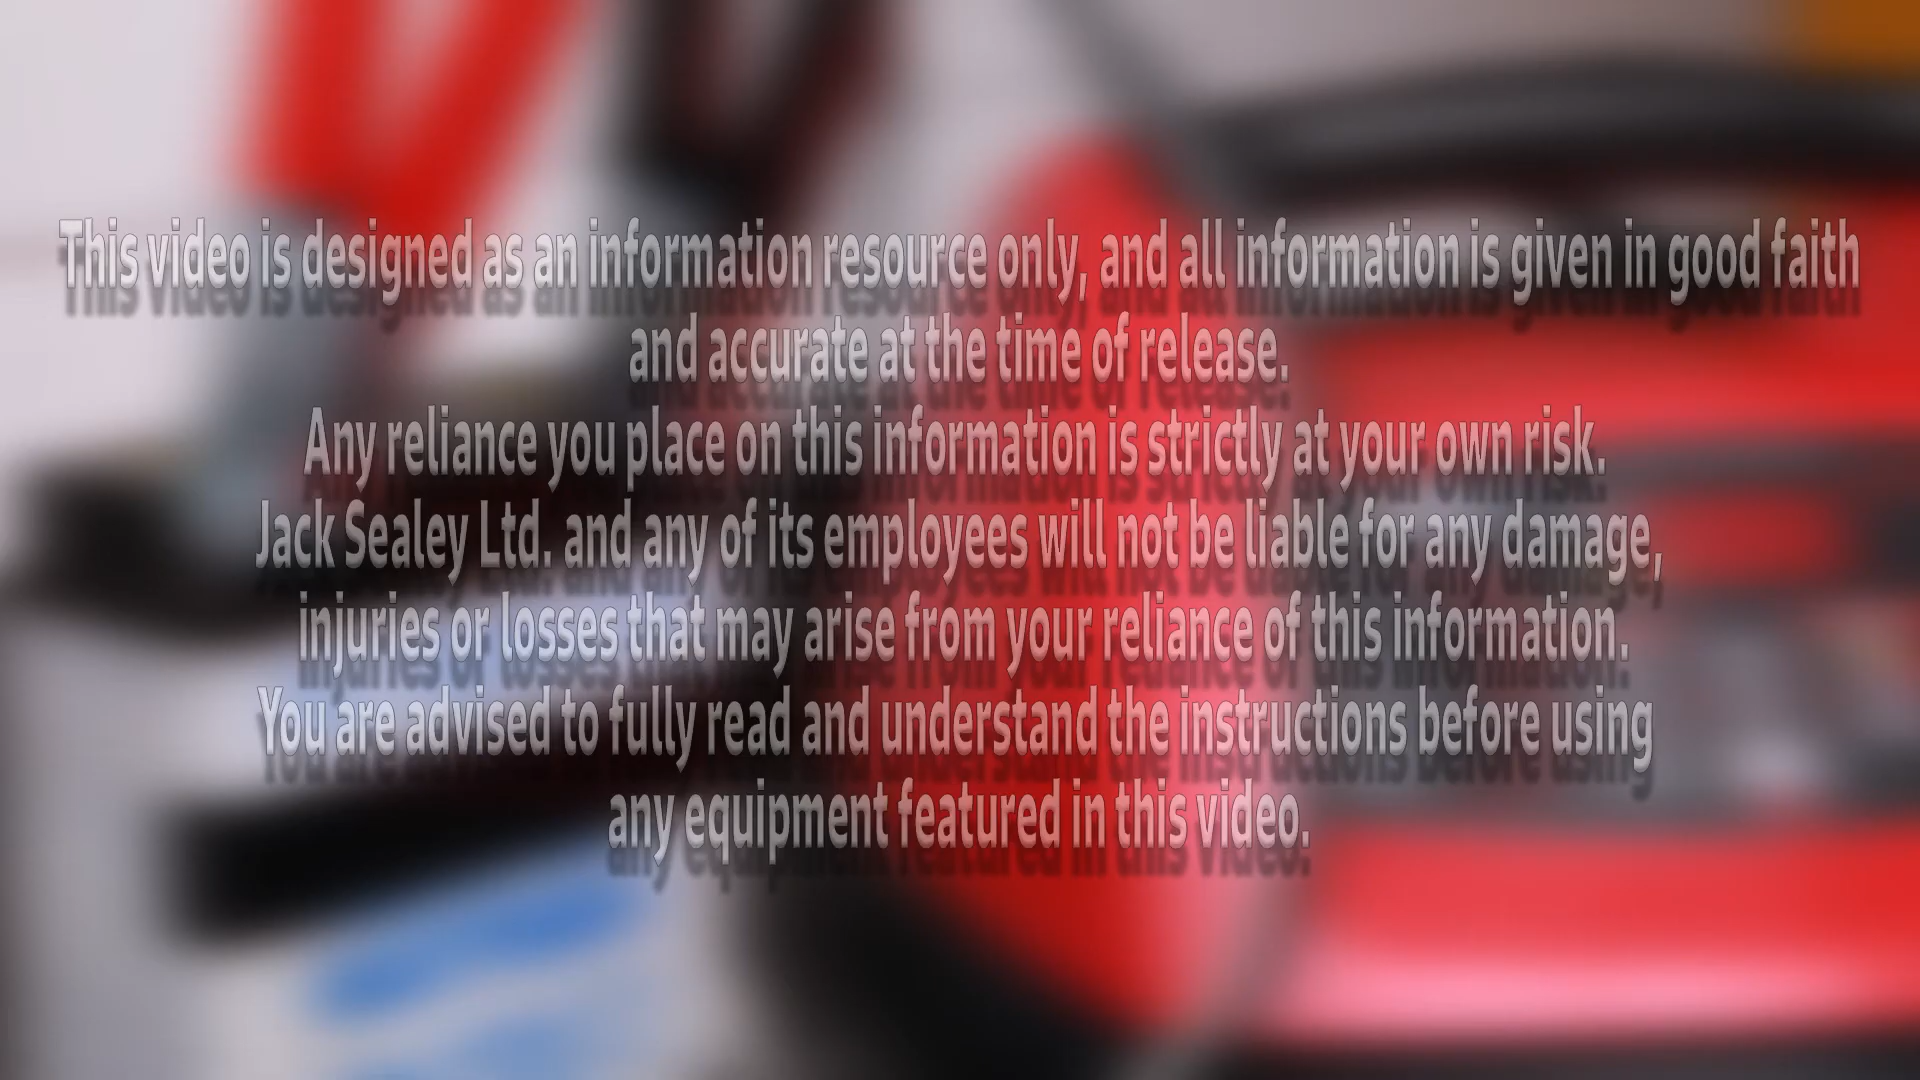 This video is designed as an information resource only, and all information is given in good faith
and accurate at the time of release.
Any reliance you place on this information is strictly at your own risk.
Jack Sealey Ltd. and any of its employees will not be liable for any damage,
injuries or losses that may arise from your reliance of this information.
You are advised to fully read and understand the instructions before using
any equipment featured in this video.